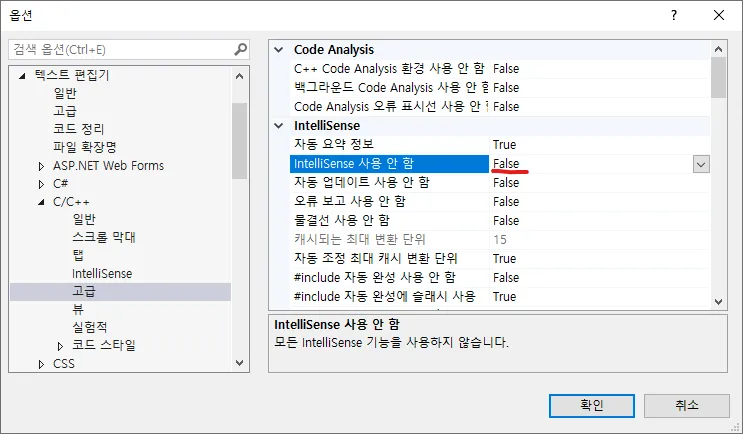 옵션
? ×
검색 옵션(Ctrl+E)
텍스트 편집기
일반
고급
코드 정리
파일 확장명
ASP.NET Web Forms
C#
C/C++
일반
스크롤 막대
탭
IntelliSense
고급
뷰
실험적
코드 스타일
CSS
Code Analysis
C++ Code Analysis 환경 사용 안 함 False
백그라운드 Code Analysis 사용 안 False
Code Analysis 오류 표시선 사용 안 False
IntelliSense
자동 요약 정보 True
IntelliSense 사용 안 함 False
자동 업데이트 사용 안 함 False
오류 보고 사용 안 함 False
물결선 사용 안 함 False
캐시되는 최대 변환 단위 15
자동 조정 최대 캐시 변환 단위 True
#include 자동 완성 사용 안 함 False
#include 자동 완성에 슬래시 사용 True
IntelliSense 사용 안 함
모든 IntelliSense 기능을 사용하지 않습니다.
확인 취소